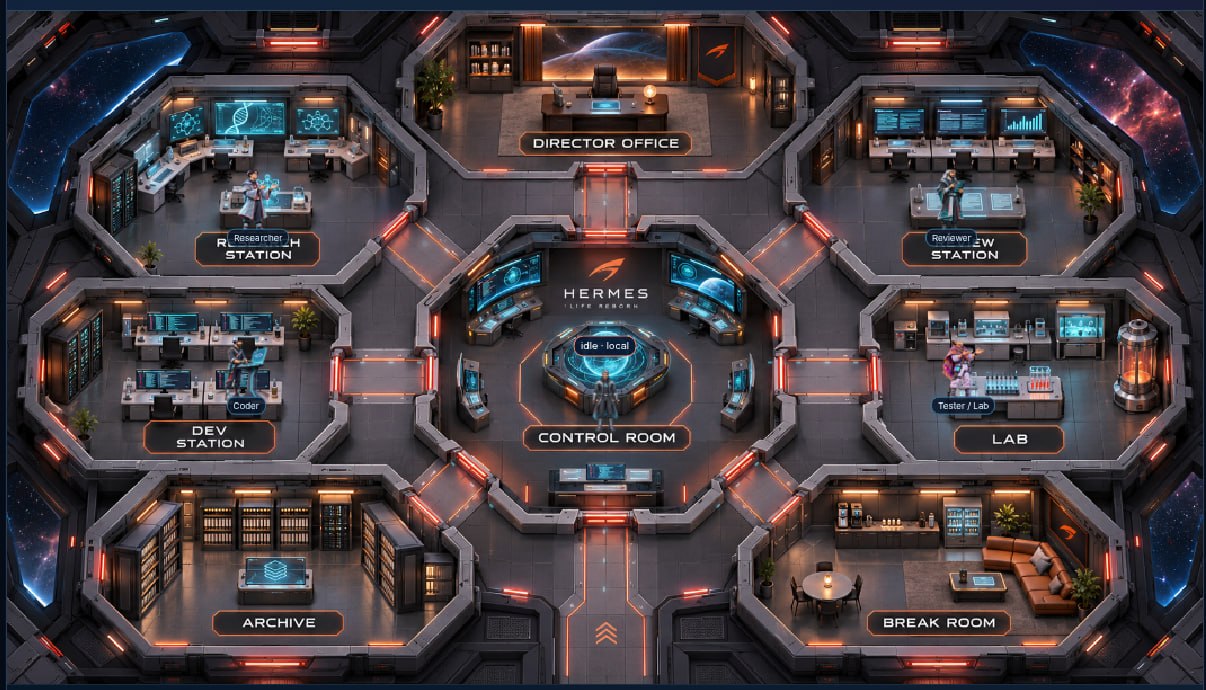 DIRECTOR OFFICE
Researcher
STATION
Reviewer
STATION
HERMES
idle - local
Coder
DEV
STATION
CONTROL ROOM
Tester / Lab
LAB
ARCHIVE
BREAK ROOM